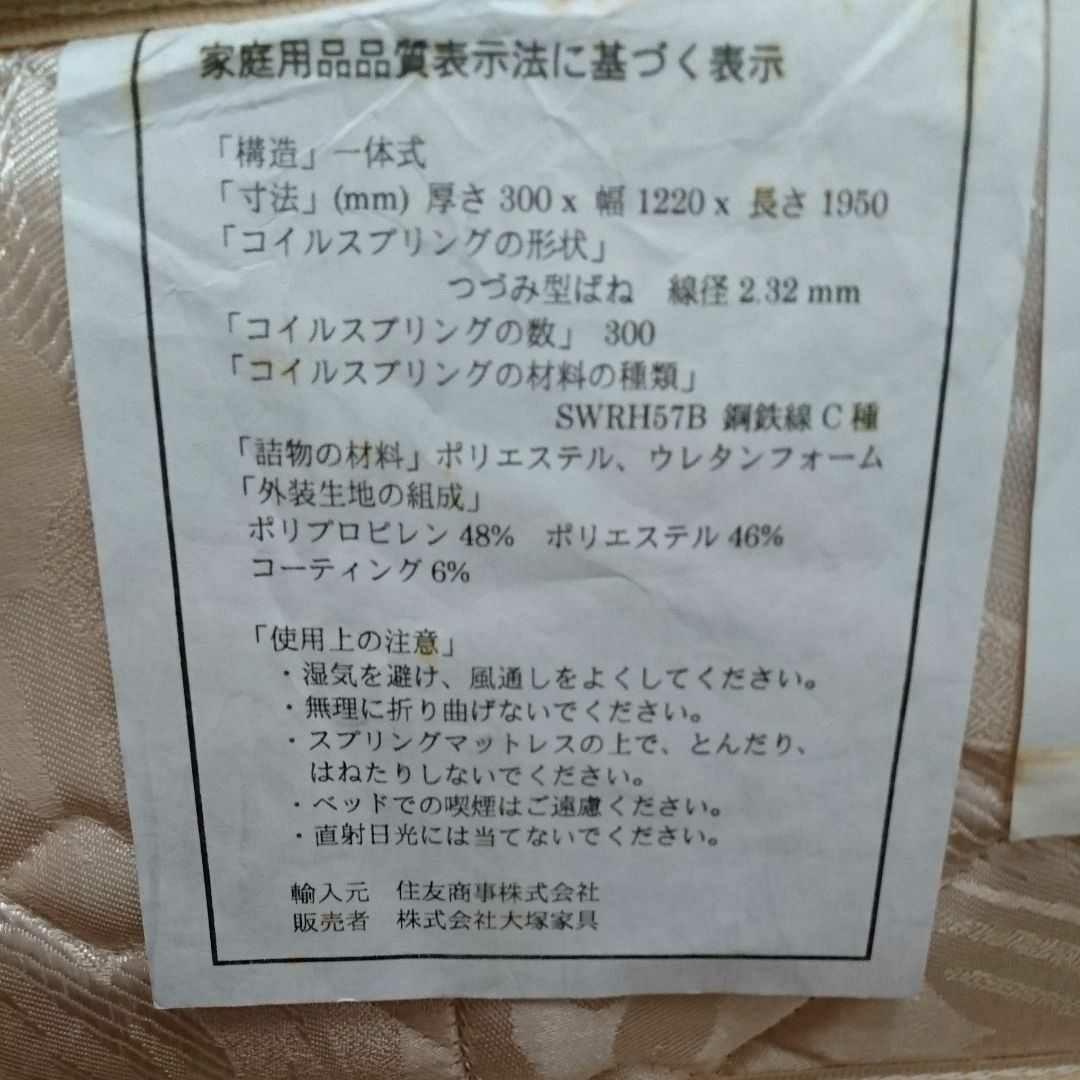 家庭用品品質表示法に基づく表示
「構造」一体式
「寸法」(mm) 厚さ 300 x 幅 1220 x 長さ 1950
「コイルスプリングの形状」
つづみ型ばね 線径 2.32 mm
「コイルスプリングの数」 300
「コイルスプリングの材料の種類」
SWRH57B 鋼鉄線 C 種
「詰物の材料」ポリエステル、ウレタンフォーム
「外装生地の組成」
ポリプロピレン 48% ポリエステル 46%
コーティング 6%
「使用上の注意」
・湿気を避け、風通しをよくしてください。
・無理に折り曲げないでください。
・スプリングマットレスの上で、とんだり、
はねたりしないでください。
・ベッドでの喫煙はご遠慮ください。
・直射日光には当てないでください。
輸入元 住友商事株式会社
販売者 株式会社大塚家具